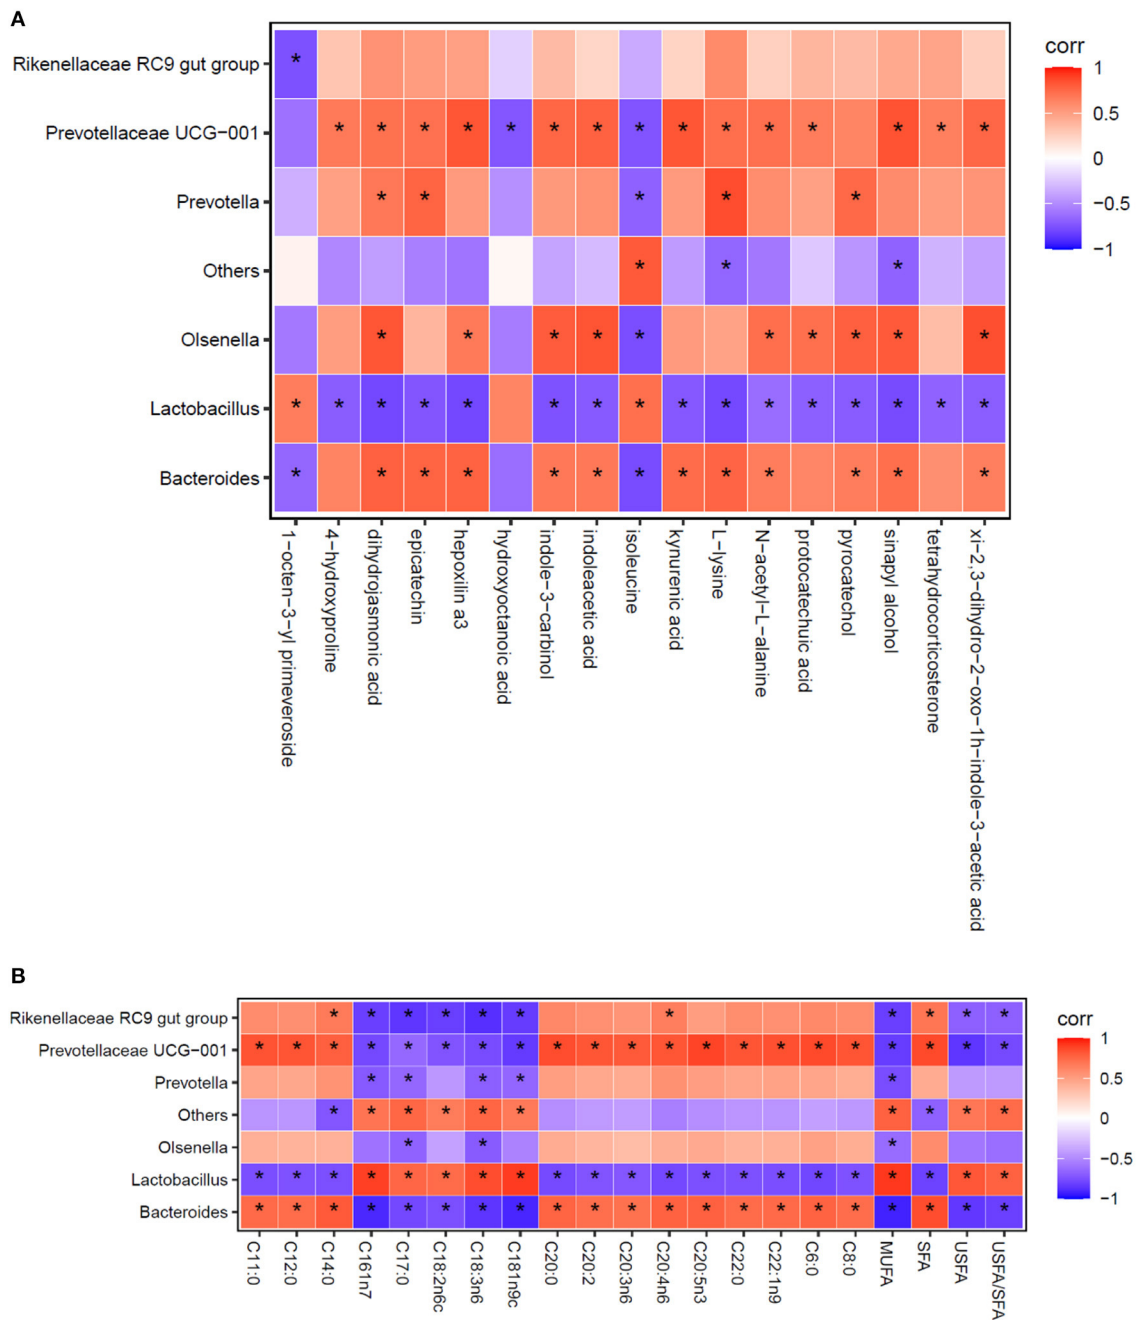 A
Rikenellaceae RC9 gut group
Prevotellaceae UCG−001
Prevotella
Others
Olsenella
Lactobacillus
Bacteroides
* 
* * * * * * * * * * * * * * *
* * * * *
* * *
* * * * * * * * * *
* * * * * * * * * * * * * * * *
* * * * * * * * * * * * *
1−octen−3−yl primeveroside
4−hydroxyproline
dihydrojasmonic acid
epicatechin
hepoxilin a3
hydroxyoctanoic acid
indole−3−carbinol
indoleacetic acid
isoleucine
kynurenic acid
L−lysine
N−acetyl−L−alanine
protocatechuic acid
pyrocatechol
sinapyl alcohol
tetrahydrocorticosterone
xi−2,3−dihydro−2−oxo−1h−indole−3−acetic acid
corr
1
0.5
0
−0.5
−1
B
Rikenellaceae RC9 gut group
Prevotellaceae UCG−001
Prevotella
Others
Olsenella
Lactobacillus
Bacteroides
* * * * * * * * * * *
* * * * * * * * * * * * * * * * * * * * *
* * * * *
* * * * * * * * * *
* * *
* * * * * * * * * * * * * * * * * * * * *
* * * * * * * * * * * * * * * * * * * * *
C11:0
C12:0
C14:0
C161n7
C17:0
C18:2n6c
C18:3n6
C181n9c
C20:0
C20:2
C20:3n6
C20:4n6
C20:5n3
C22:0
C22:1n9
C6:0
C8:0
MUFA
SFA
USFA
USFA/SFA
corr
1
0.5
0
−0.5
−1